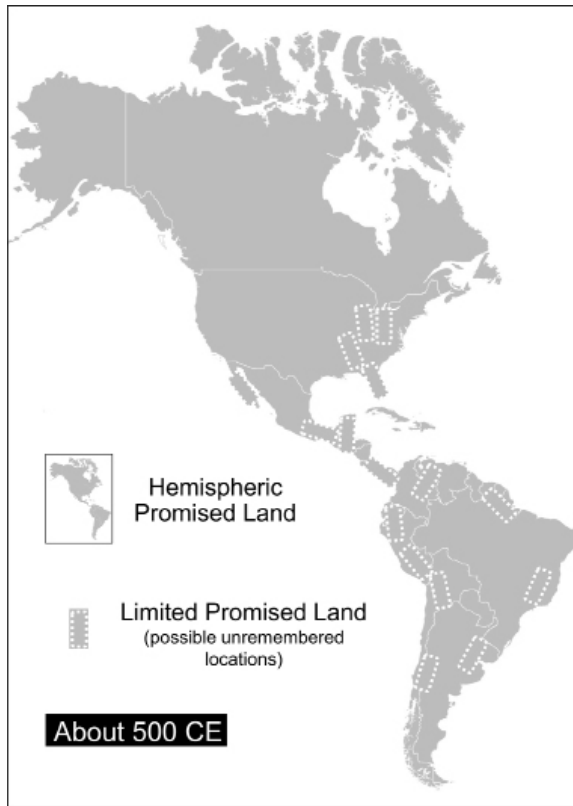 Hemispheric
Promised Land
Limited Promised Land
(possible unremembered
locations)
About 500 CE